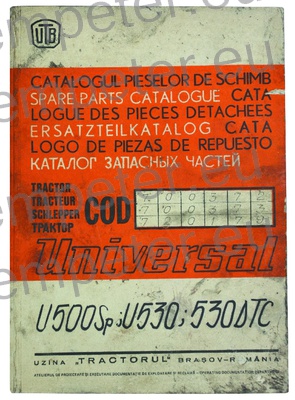 UTB
CATALOGUL PIESELOR DE SCHIMB
SPARE PARTS CATALOGUE CATA
LOGUE DES PIECES DETACHEES
ERSATZTEILKATALOG CATA
LOGO DE PIEZAS DE REPUESTO
КАТАЛОГ ЗАПАСНЫХ ЧАСТЕЙ
TRACTOR
TRACTEUR
SCHLEPPER
ТРАКТОР
COD
Universal
U500Sp; U530; 530DTC
UZINA „TRACTORUL" BRASOV-R MANIA